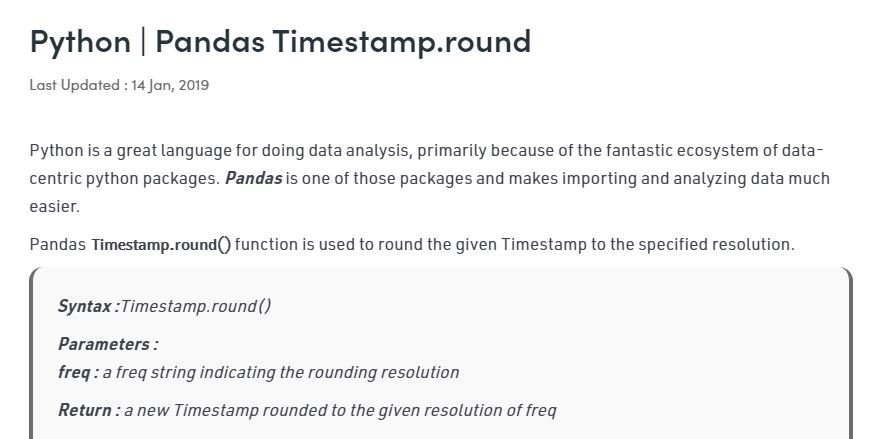 Python | Pandas Timestamp.round
Last Updated : 14 Jan, 2019
Python is a great language for doing data analysis, primarily because of the fantastic ecosystem of data-
centric python packages. Pandas is one of those packages and makes importing and analyzing data much
easier.
Pandas Timestamp.round() function is used to round the given Timestamp to the specified resolution.
Syntax :Timestamp.round()
Parameters :
freq : a freq string indicating the rounding resolution
Return : a new Timestamp rounded to the given resolution of freq